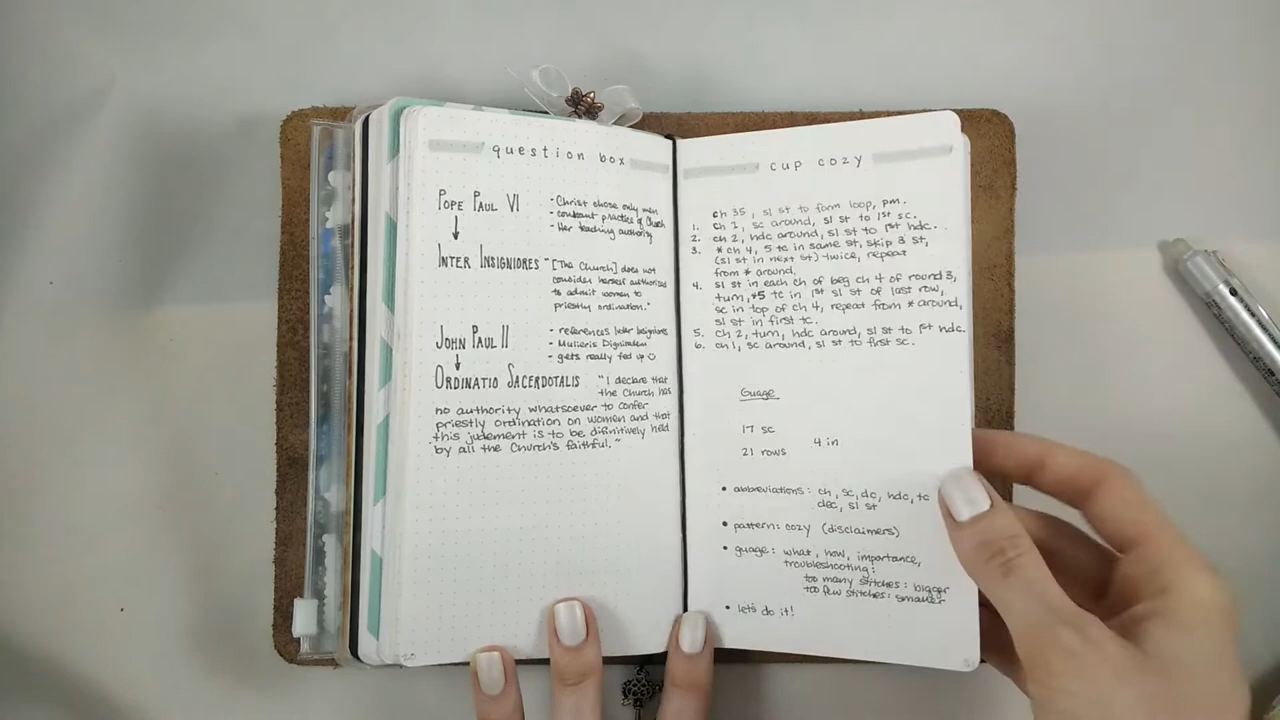 question box
POPE PAUL VI
- Christ chose only men
- constant practice of Church
- Her teaching authority
INTER INSIGNIORES
"[The Church] does not
consider herself authorized
to admit women to
priestly ordination."
JOHN PAUL II
- references Inter Insigniores
- Mulieris Dignitatem
- gets really fed up
ORDINATIO SACERDOTALIS
"I declare that
the Church has
no authority whatsoever to confer
priestly ordination on women and that
this judement is to be difinitively held
by all the Church's faithful."
cup cozy
ch 35, sl st to form loop, pm.
1. ch 1, sc around, sl st to 1st sc.
2. ch 2, hdc around, sl st to 1st hdc.
3. * ch 4, 5 tc in same st, skip 3 st,
(sl st in next st) twice, repeat
from * around,
4. sl st in each ch of beg ch 4 of round 3,
turn, *5 tc in 1st sl st of last row,
sc in top of ch 4, repeat from * around,
sl st in first tc.
5. ch 2, turn, hdc around, sl st to 1st hdc.
6. ch 1, sc around, sl st to first sc.
Guage
17 sc
4 in
21 rows
• abbreviations: ch, sc, dc, hdc, tc
dec, sl st
• pattern: cozy (disclaimers)
• guage: what, how, importance,
troubleshooting:
too many stitches: bigger
too few stitches: smaller
• let's do it!